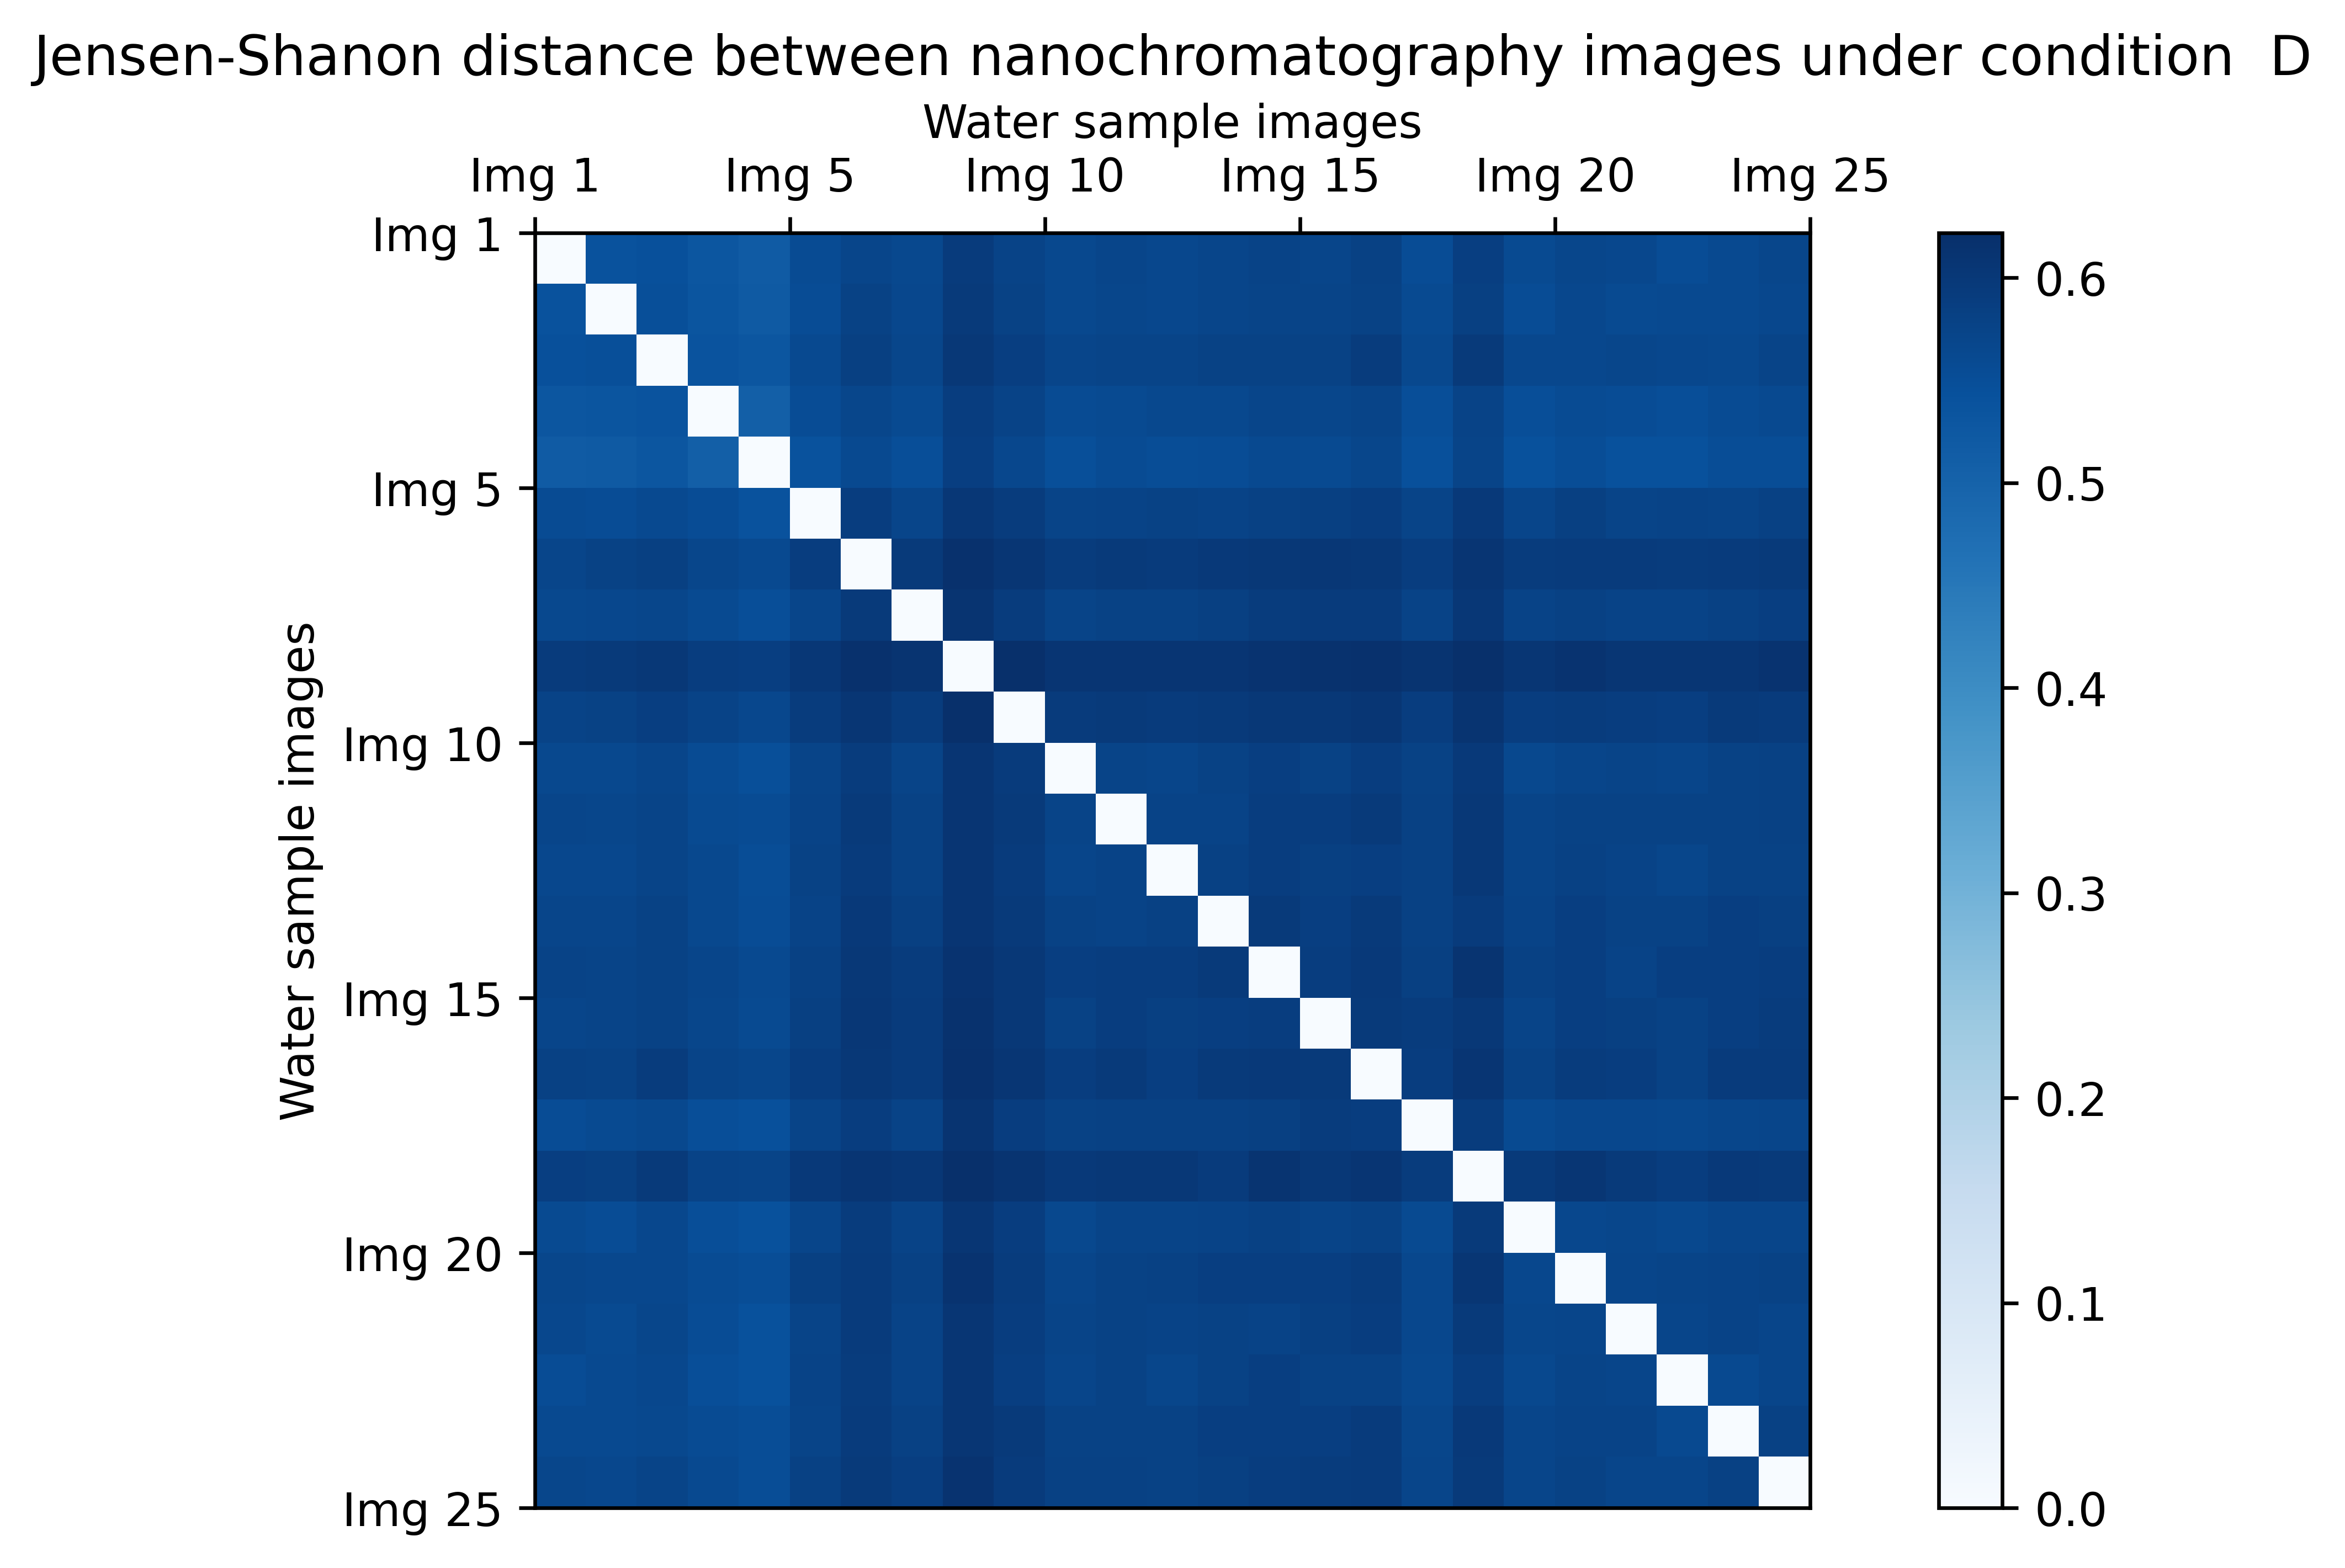 Jensen-Shanon distance between nanochromatography images under condition  D
Water sample images
Img 1 Img 5 Img 10 Img 15 Img 20 Img 25
Img 1
Img 5
Img 10
Img 15
Img 20
Img 25
Water sample images
0.6
0.5
0.4
0.3
0.2
0.1
0.0